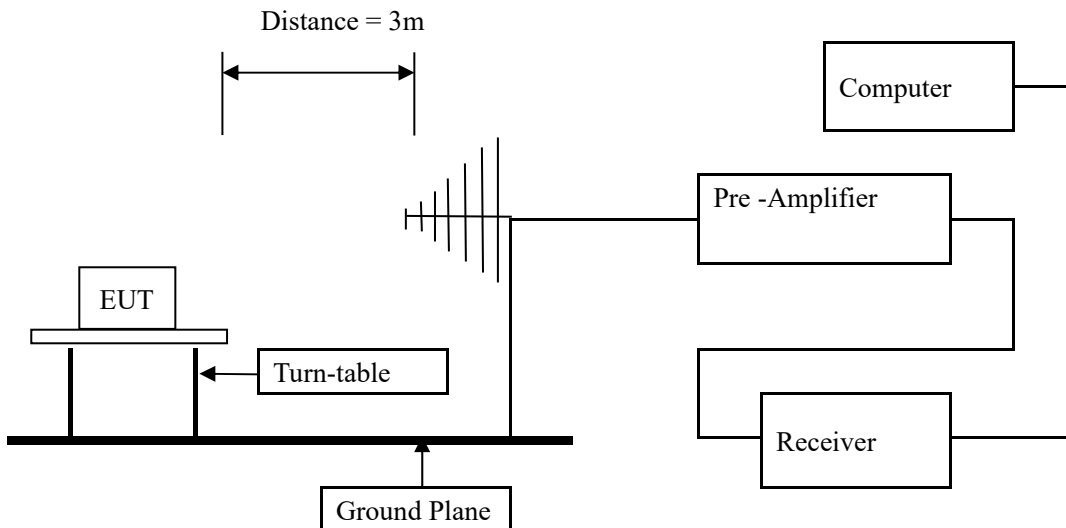 Distance = 3m
Computer
Pre -Amplifier
EUT
Turn-table
Receiver
Ground Plane